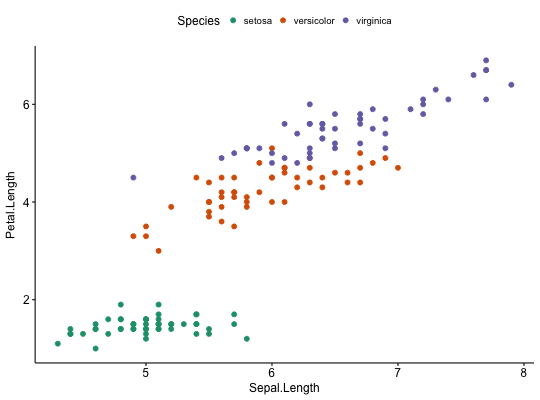 Species setosa versicolor virginica
6
4
2
Petal.Length
5 6 7 8
Sepal.Length